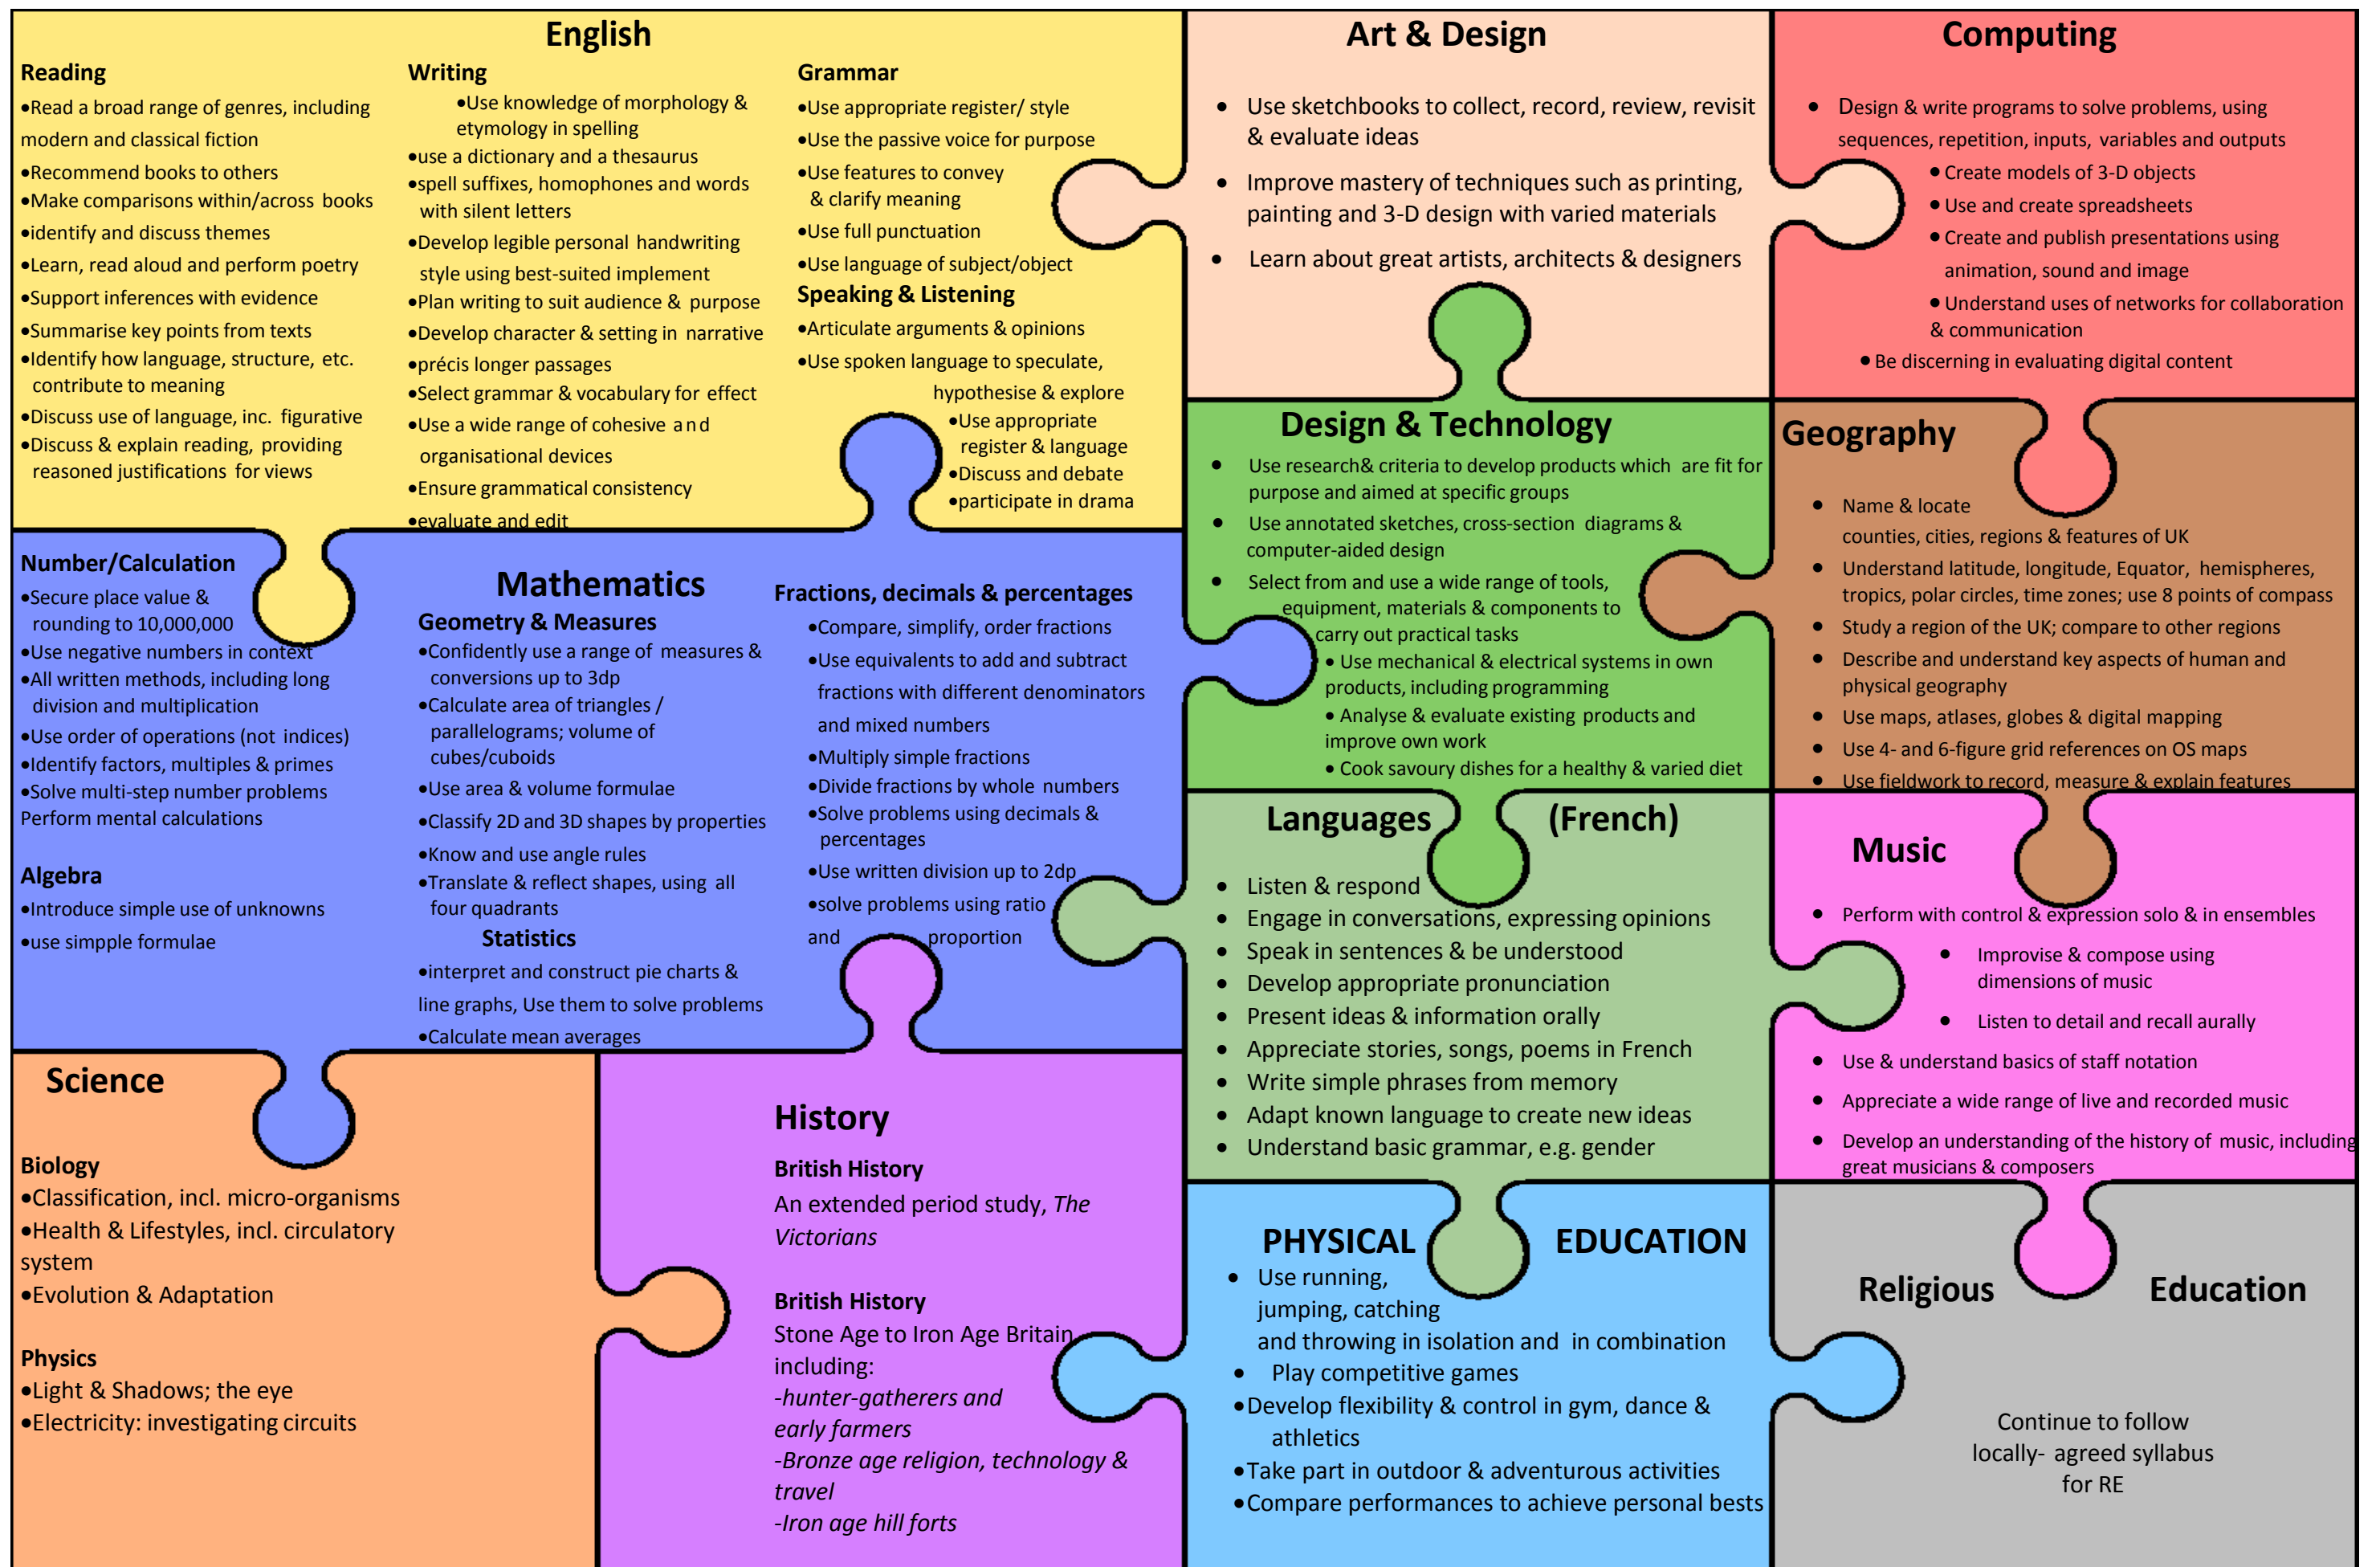 English
Reading
•Read a broad range of genres, including
modern and classical fiction
•Recommend books to others
•Make comparisons within/across books
•identify and discuss themes
•Learn, read aloud and perform poetry
•Support inferences with evidence
•Summarise key points from texts
•Identify how language, structure, etc.
contribute to meaning
•Discuss use of language, inc. figurative
•Discuss & explain reading, providing
reasoned justifications for views
Writing
•Use knowledge of morphology &
etymology in spelling
•use a dictionary and a thesaurus
•spell suffixes, homophones and words
with silent letters
•Develop legible personal handwriting
style using best-suited implement
•Plan writing to suit audience & purpose
•Develop character & setting in narrative
•précis longer passages
•Select grammar & vocabulary for effect
•Use a wide range of cohesive and
organisational devices
•Ensure grammatical consistency
•evaluate and edit
Grammar
•Use appropriate register/ style
•Use the passive voice for purpose
•Use features to convey
& clarify meaning
•Use full punctuation
•Use language of subject/object
Speaking & Listening
•Articulate arguments & opinions
•Use spoken language to speculate,
hypothesise & explore
•Use appropriate
register & language
•Discuss and debate
•participate in drama
Art & Design
• Use sketchbooks to collect, record, review, revisit
& evaluate ideas
• Improve mastery of techniques such as printing,
painting and 3-D design with varied materials
• Learn about great artists, architects & designers
Computing
• Design & write programs to solve problems, using
sequences, repetition, inputs, variables and outputs
• Create models of 3-D objects
• Use and create spreadsheets
• Create and publish presentations using
animation, sound and image
• Understand uses of networks for collaboration
& communication
• Be discerning in evaluating digital content
Design & Technology
• Use research& criteria to develop products which are fit for
purpose and aimed at specific groups
• Use annotated sketches, cross-section diagrams &
computer-aided design
• Select from and use a wide range of tools,
equipment, materials & components to
carry out practical tasks
• Use mechanical & electrical systems in own
products, including programming
• Analyse & evaluate existing products and
improve own work
• Cook savoury dishes for a healthy & varied diet
Geography
• Name & locate
counties, cities, regions & features of UK
• Understand latitude, longitude, Equator, hemispheres,
tropics, polar circles, time zones; use 8 points of compass
• Study a region of the UK; compare to other regions
• Describe and understand key aspects of human and
physical geography
• Use maps, atlases, globes & digital mapping
• Use 4- and 6-figure grid references on OS maps
• Use fieldwork to record, measure & explain features
Mathematics
Number/Calculation
•Secure place value &
rounding to 10,000,000
•Use negative numbers in context
•All written methods, including long
division and multiplication
•Use order of operations (not indices)
•Identify factors, multiples & primes
•Solve multi-step number problems
Perform mental calculations
Algebra
•Introduce simple use of unknowns
•use simpple formulae
Geometry & Measures
•Confidently use a range of measures &
conversions up to 3dp
•Calculate area of triangles /
parallelograms; volume of
cubes/cuboids
•Use area & volume formulae
•Classify 2D and 3D shapes by properties
•Know and use angle rules
•Translate & reflect shapes, using all
four quadrants
Statistics
•interpret and construct pie charts &
line graphs, Use them to solve problems
•Calculate mean averages
Fractions, decimals & percentages
•Compare, simplify, order fractions
•Use equivalents to add and subtract
fractions with different denominators
and mixed numbers
•Multiply simple fractions
•Divide fractions by whole numbers
•Solve problems using decimals &
percentages
•Use written division up to 2dp
•solve problems using ratio
and proportion
Languages (French)
• Listen & respond
• Engage in conversations, expressing opinions
• Speak in sentences & be understood
• Develop appropriate pronunciation
• Present ideas & information orally
• Appreciate stories, songs, poems in French
• Write simple phrases from memory
• Adapt known language to create new ideas
• Understand basic grammar, e.g. gender
Music
• Perform with control & expression solo & in ensembles
• Improvise & compose using
dimensions of music
• Listen to detail and recall aurally
• Use & understand basics of staff notation
• Appreciate a wide range of live and recorded music
• Develop an understanding of the history of music, including
great musicians & composers
Science
Biology
•Classification, incl. micro-organisms
•Health & Lifestyles, incl. circulatory
system
•Evolution & Adaptation
Physics
•Light & Shadows; the eye
•Electricity: investigating circuits
History
British History
An extended period study, The
Victorians
British History
Stone Age to Iron Age Britain
including:
-hunter-gatherers and
early farmers
-Bronze age religion, technology &
travel
-Iron age hill forts
PHYSICAL EDUCATION
• Use running,
jumping, catching
and throwing in isolation and in combination
• Play competitive games
•Develop flexibility & control in gym, dance &
athletics
•Take part in outdoor & adventurous activities
•Compare performances to achieve personal bests
Religious Education
Continue to follow
locally- agreed syllabus
for RE